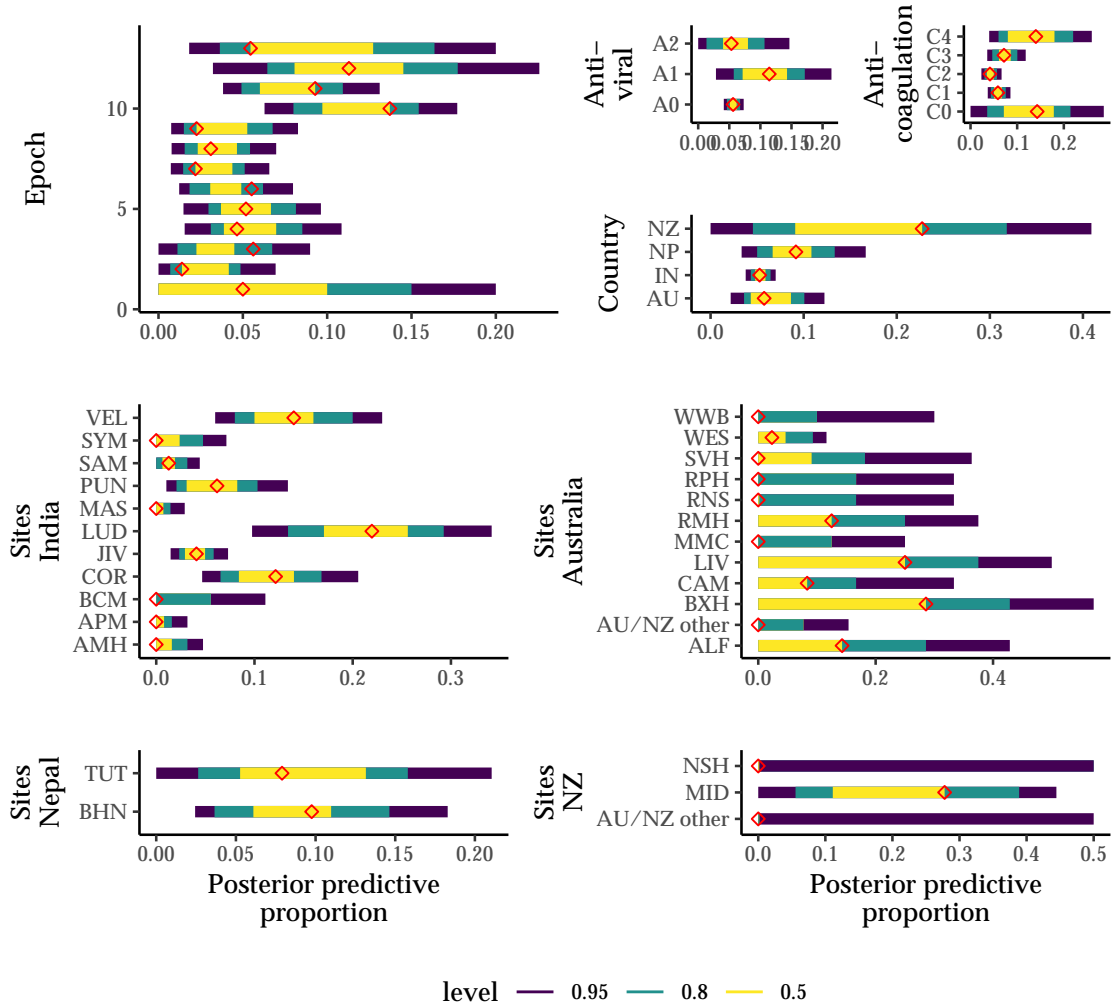 Epoch
10
5
0
0.00 0.05 0.10 0.15 0.20
Anti−
viral
A2
A1
A0
0.00 0.05 0.10 0.15 0.20
Anti−
coagulation
C4
C3
C2
C1
C0
0.0 0.1 0.2
Country
NZ
NP
IN
AU
0.0 0.1 0.2 0.3 0.4
Sites
India
VEL
SYM
SAM
PUN
MAS
LUD
JIV
COR
BCM
APM
AMH
0.0 0.1 0.2 0.3
Sites
Australia
WWB
WES
SVH
RPH
RNS
RMH
MMC
LIV
CAM
BXH
AU/NZ other
ALF
0.0 0.2 0.4
Sites
Nepal
TUT
BHN
0.00 0.05 0.10 0.15 0.20
Posterior predictive
proportion
Sites
NZ
NSH
MID
AU/NZ other
0.0 0.1 0.2 0.3 0.4 0.5
Posterior predictive
proportion
level 0.95 0.8 0.5